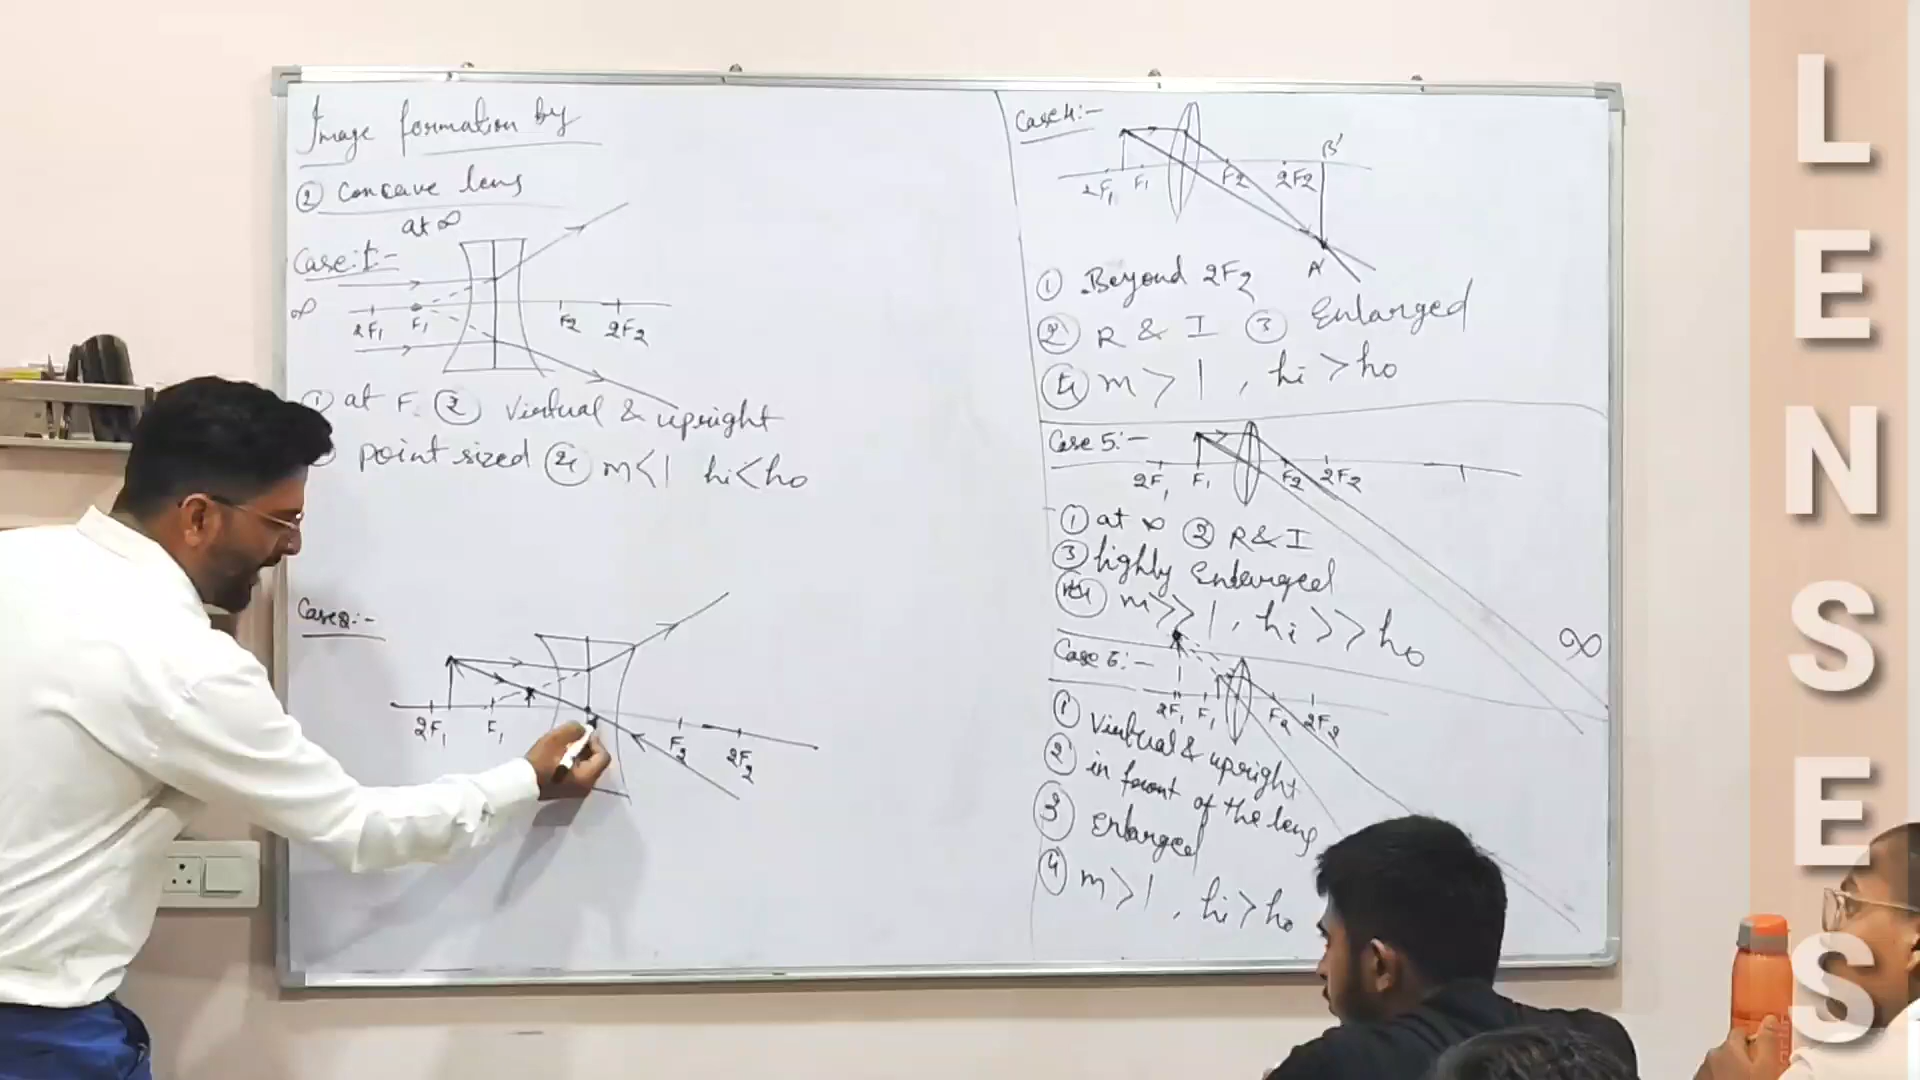 Image formation by
② Concave lens
at ∞
Case: I:-
∞
2F₁ F₁ F₂ 2F₂
① at F. ② Virtual & upright
point sized ④ m<1 hi<ho
Case 2:-
2F₁ F₁ F₂ 2F₂
Case 4:-
B'
2F₁ F₁ F₂ 2F₂
A'
① Beyond 2F₂
② R & I ③ Enlarged
④ m > 1 , hi > ho
Case 5:-
2F₁ F₁ F₂ 2F₂
① at ∞ ② R & I
③ highly Enlarged
④ m >> 1, hi >> ho
∞
Case 6:-
2F₁ F₁ F₂ 2F₂
① Virtual & upright
② in front of the lens
③ Enlarged
④ m > 1 , hi > ho
LENSES